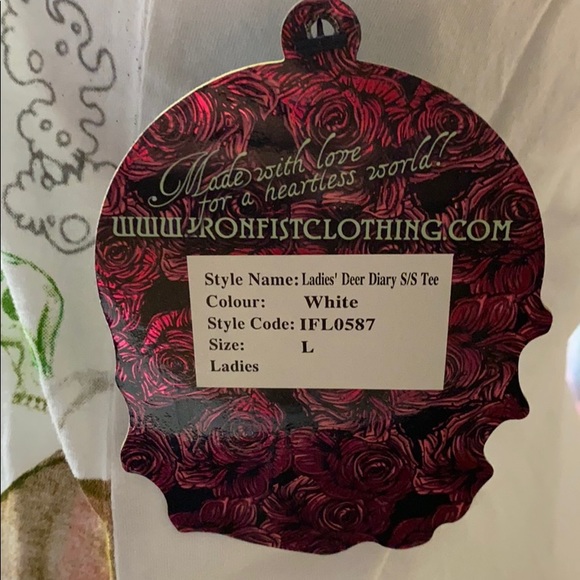 Made with love
for a heartless world!
WWW.IRONFISTCLOTHING.COM
Style Name: Ladies' Deer Diary S/S Tee
Colour: White
Style Code: IFL0587
Size: L
Ladies